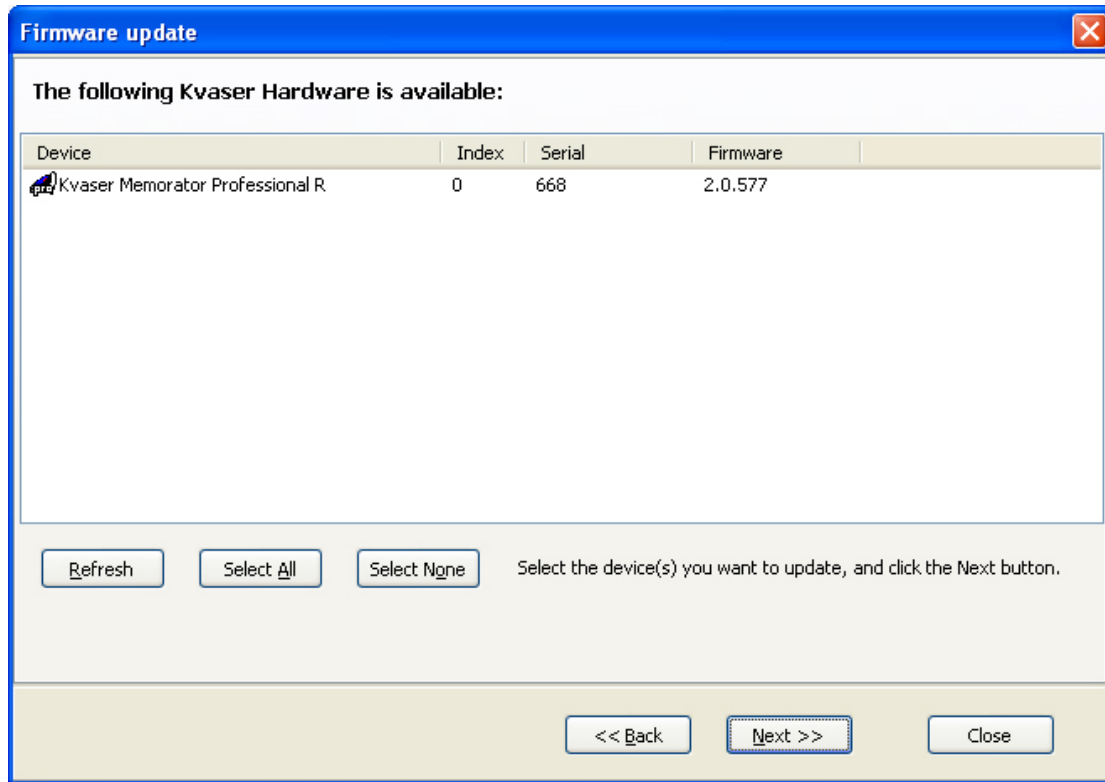 Firmware update
The following Kvaser Hardware is available:
Device Index Serial Firmware
Kvaser Memorator Professional R 0 668 2.0.577
Refresh Select All Select None Select the device(s) you want to update, and click the Next button.
<< Back Next >> Close